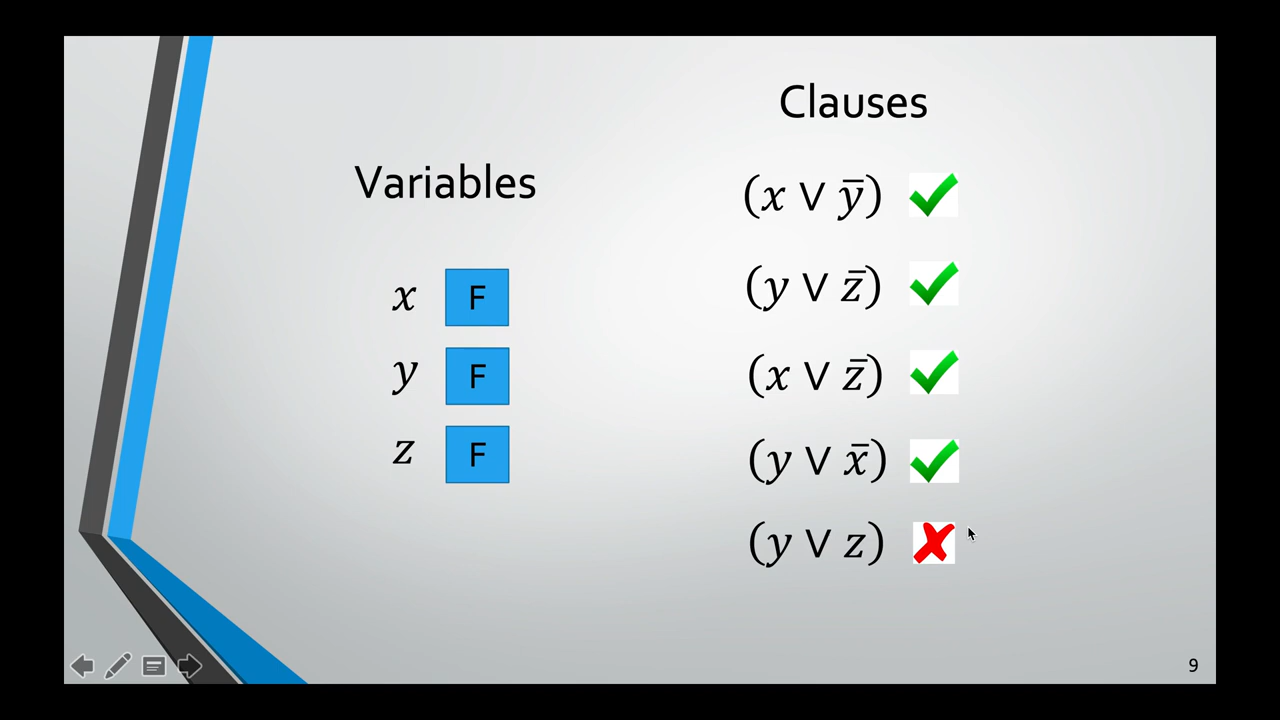 Clauses
Variables
(x ∨ ȳ)
x F
(y ∨ z̄)
y F
(x ∨ z̄)
z F
(y ∨ x̄)
(y ∨ z)
9